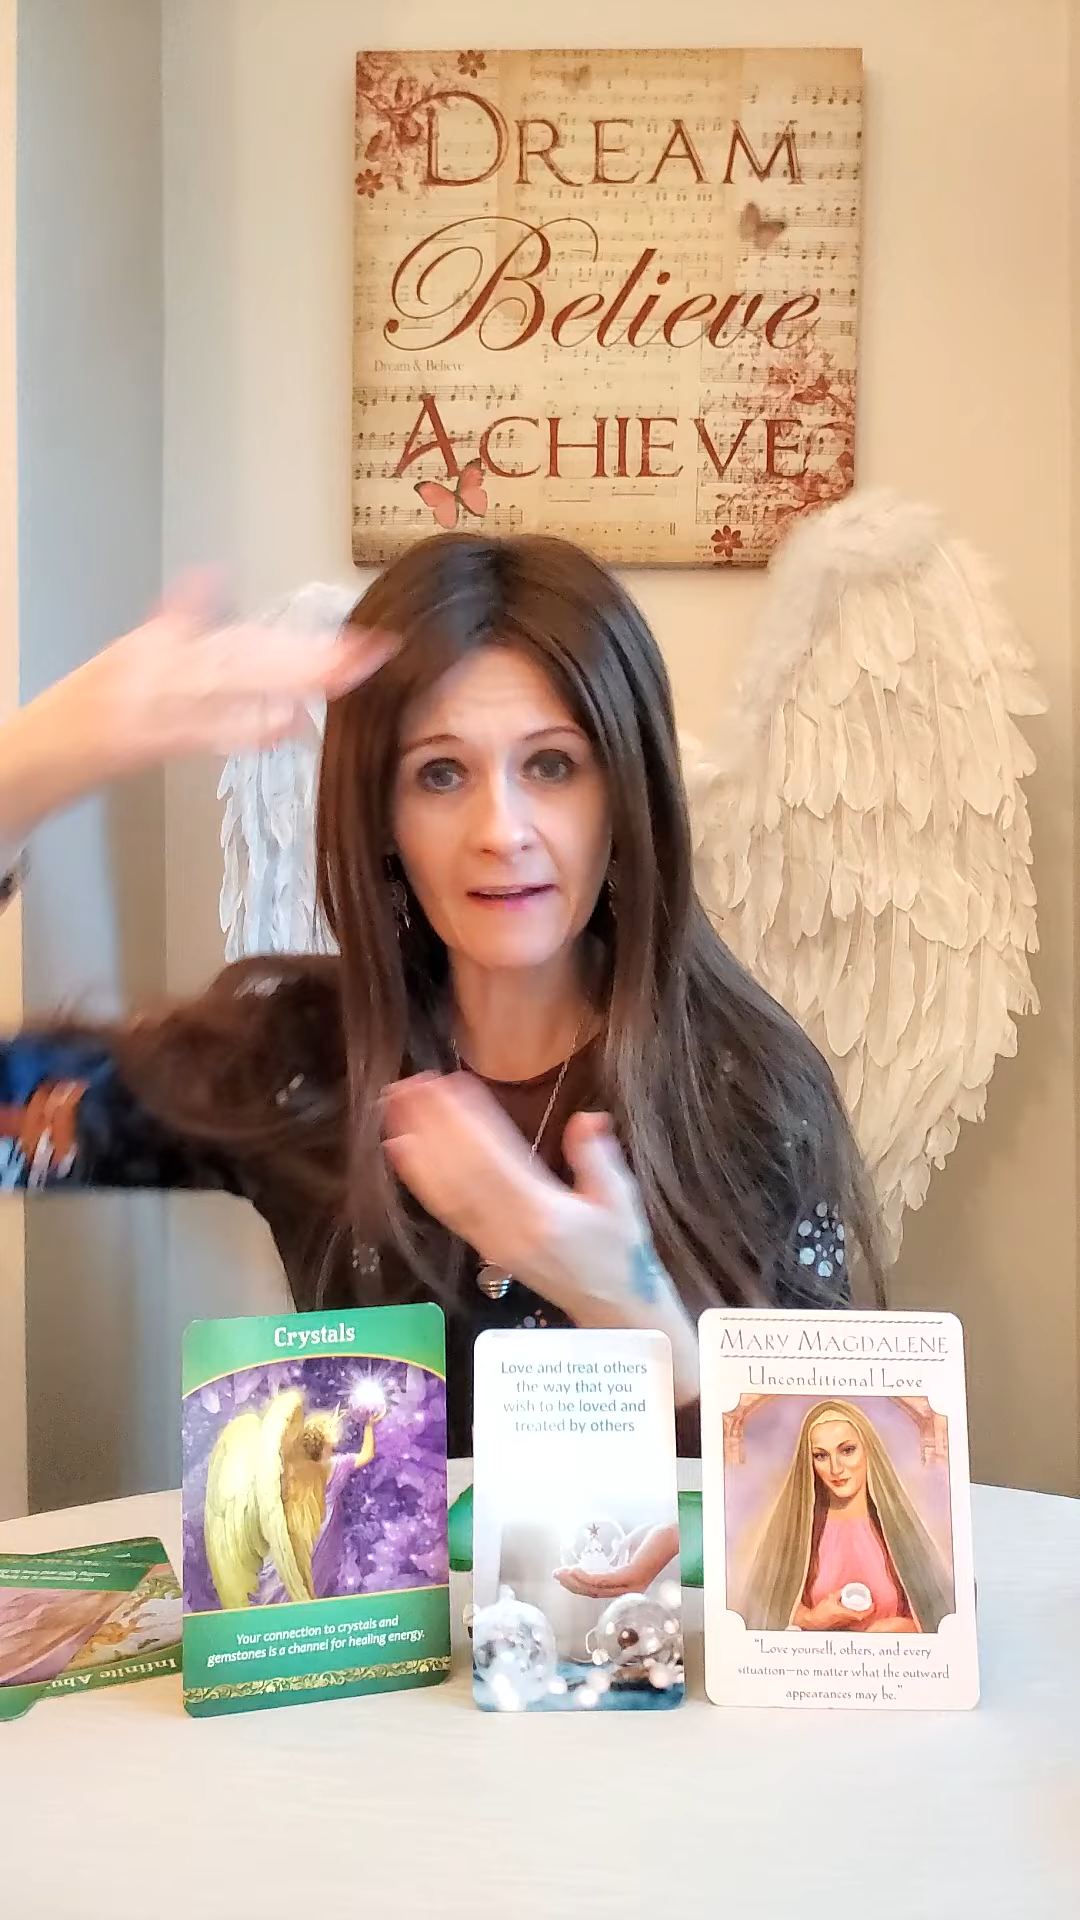 DREAM
Believe
Dream & Believe
ACHIEVE
Crystals
Your connection to crystals and
gemstones is a channel for healing energy.
Love and treat others
the way that you
wish to be loved and
treated by others
MARY MAGDALENE
Unconditional Love
"Love yourself, others, and every
situation—no matter what the outward
appearances may be."
Infinite Abu